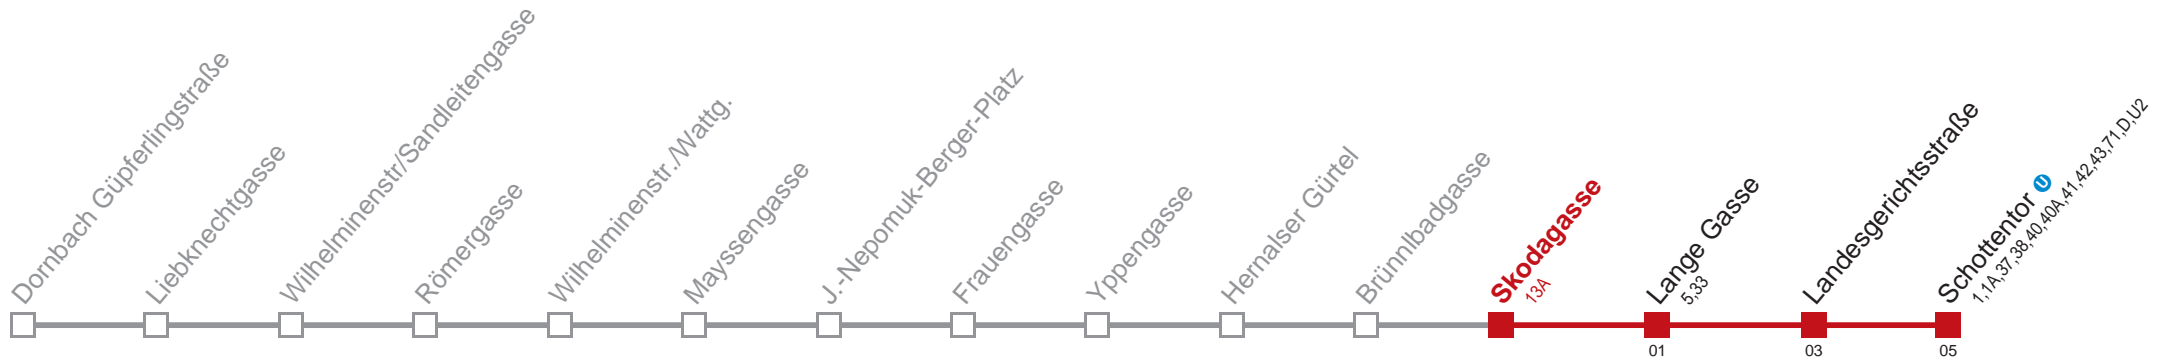 Dornbach Güpferlingstraße
Liebknechtgasse
Wilhelminenstr/Sandleitengasse
Römergasse
Wilhelminenstr./Wattg.
Mayssengasse
J.-Nepomuk-Berger-Platz
Frauengasse
Yppengasse
Hernalser Gürtel
Brünnlbadgasse
Skodagasse
13A
Lange Gasse
5,33
Landesgerichtsstraße
Schottentor U
1,1A,37,38,40,40A,41,42,43,71,D,U2
01
03
05